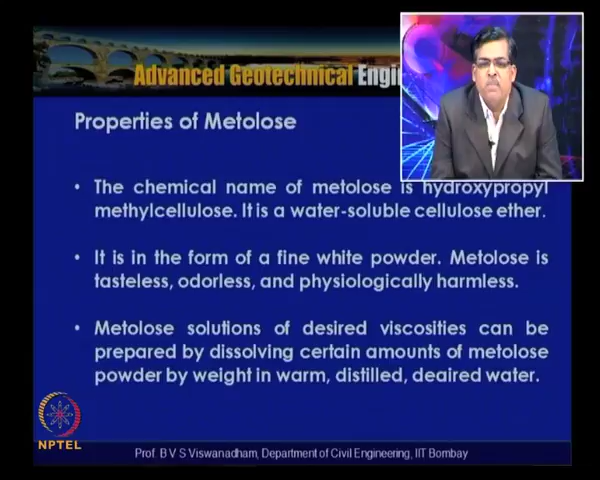 Advanced Geotechnical Engi
Properties of Metolose
• The chemical name of metolose is hydroxypropyl
methylcellulose. It is a water-soluble cellulose ether.
• It is in the form of a fine white powder. Metolose is
tasteless, odorless, and physiologically harmless.
• Metolose solutions of desired viscosities can be
prepared by dissolving certain amounts of metolose
powder by weight in warm, distilled, deaired water.
NPTEL
Prof. B V S Viswanadham, Department of Civil Engineering, IIT Bombay